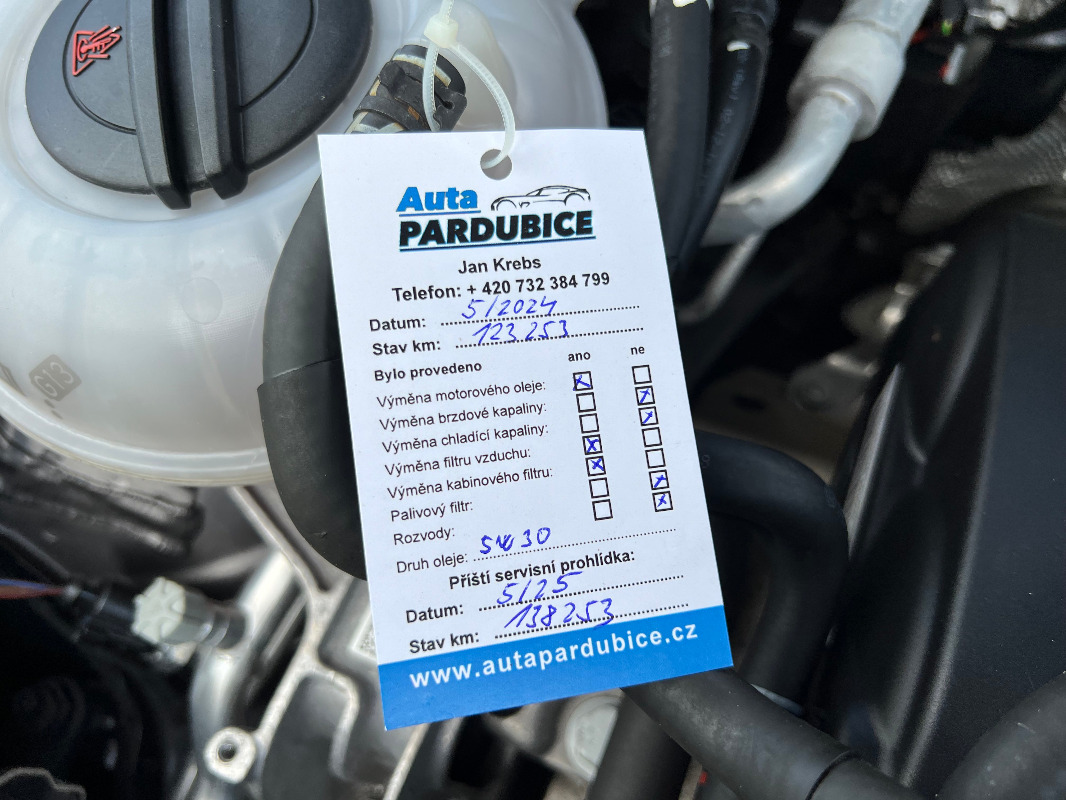 Auta
PARDUBICE
Jan Krebs
Telefon: + 420 732 384 799
Datum: 5/2024
Stav km: 123 253
Bylo provedeno ano ne
Výměna motorového oleje:
Výměna brzdové kapaliny:
Výměna chladící kapaliny:
Výměna filtru vzduchu:
Výměna kabinového filtru:
Palivový filtr:
Rozvody:
Druh oleje: 5W30
Příští servisní prohlídka:
Datum: 5/25
Stav km: 138253
www.autapardubice.cz
G13